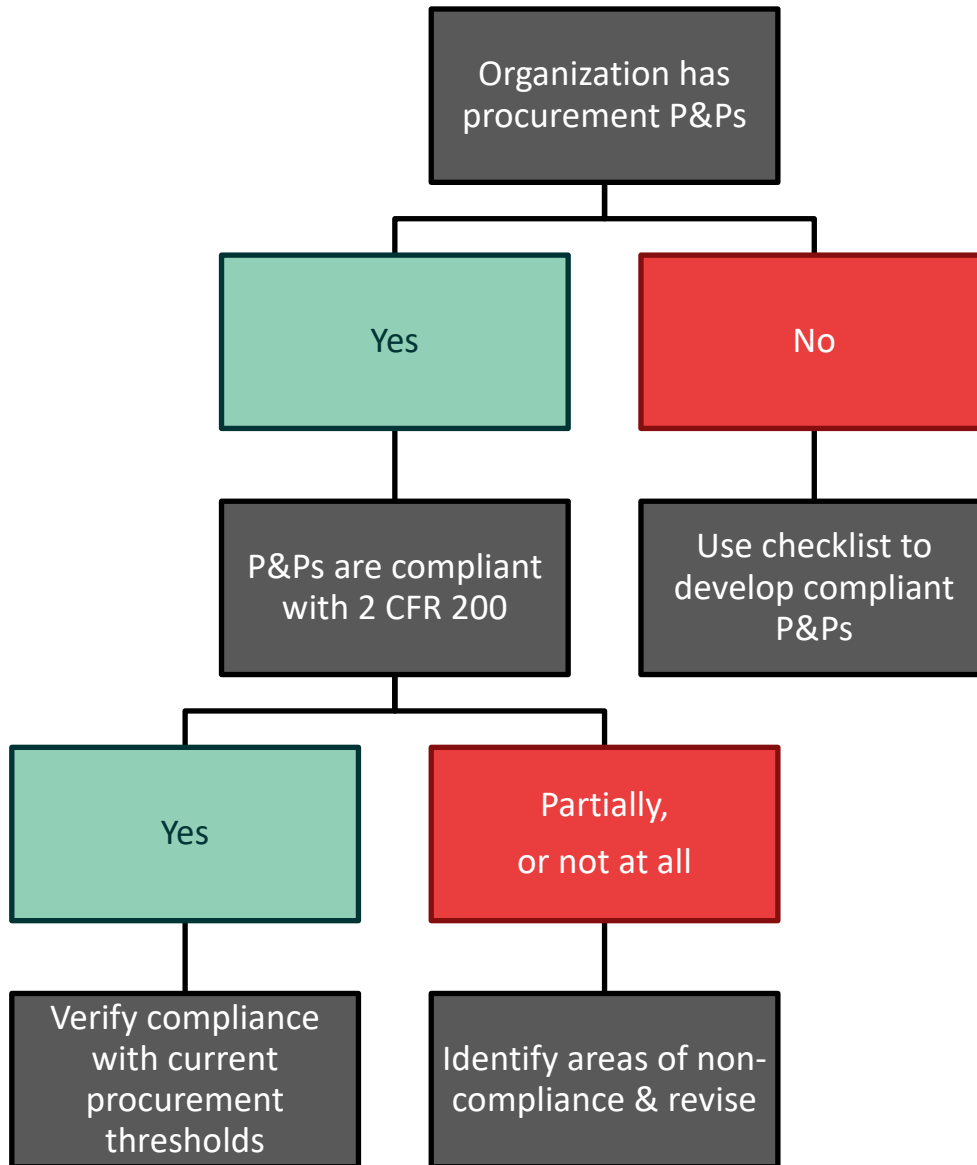 Organization has
procurement P&Ps
Yes
No
P&Ps are compliant
with 2 CFR 200
Use checklist to
develop compliant
P&Ps
Yes
Partially,
or not at all
Verify compliance
with current
procurement
thresholds
Identify areas of non-
compliance & revise